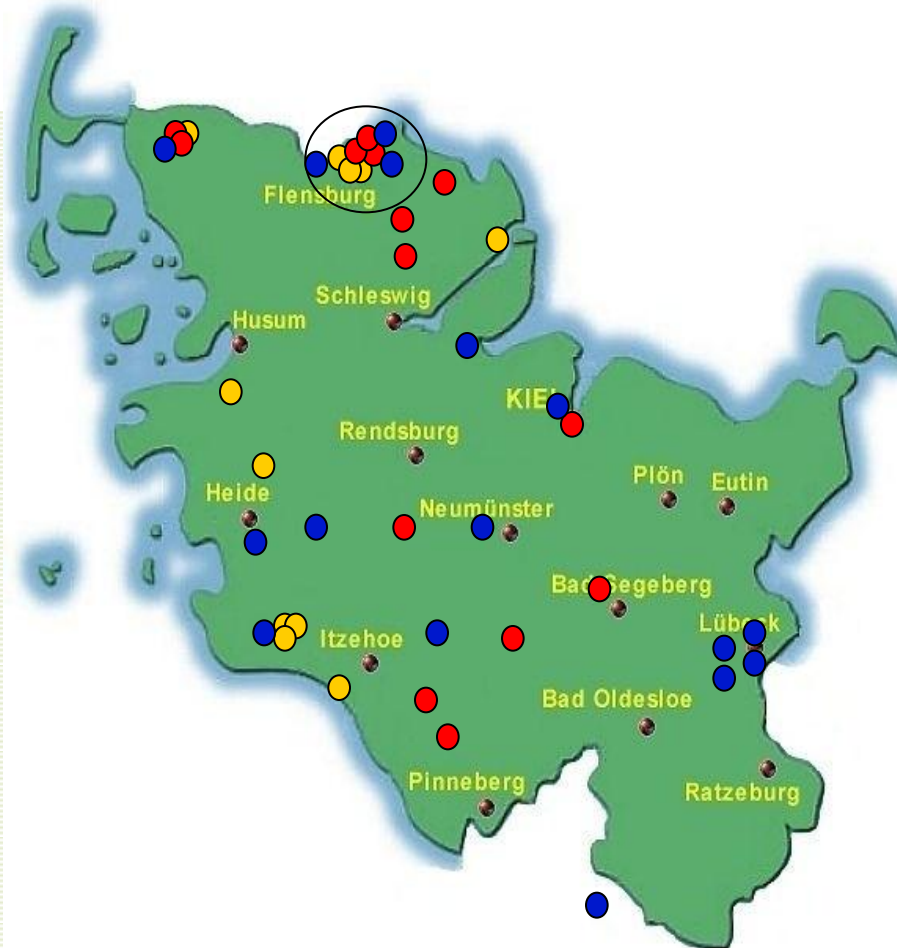 Flensburg
Schleswig
Husum
KIEL
Rendsburg
Plön
Eutin
Heide
Neumünster
Bad Segeberg
Lübeck
Itzehoe
Bad Oldesloe
Pinneberg
Ratzeburg